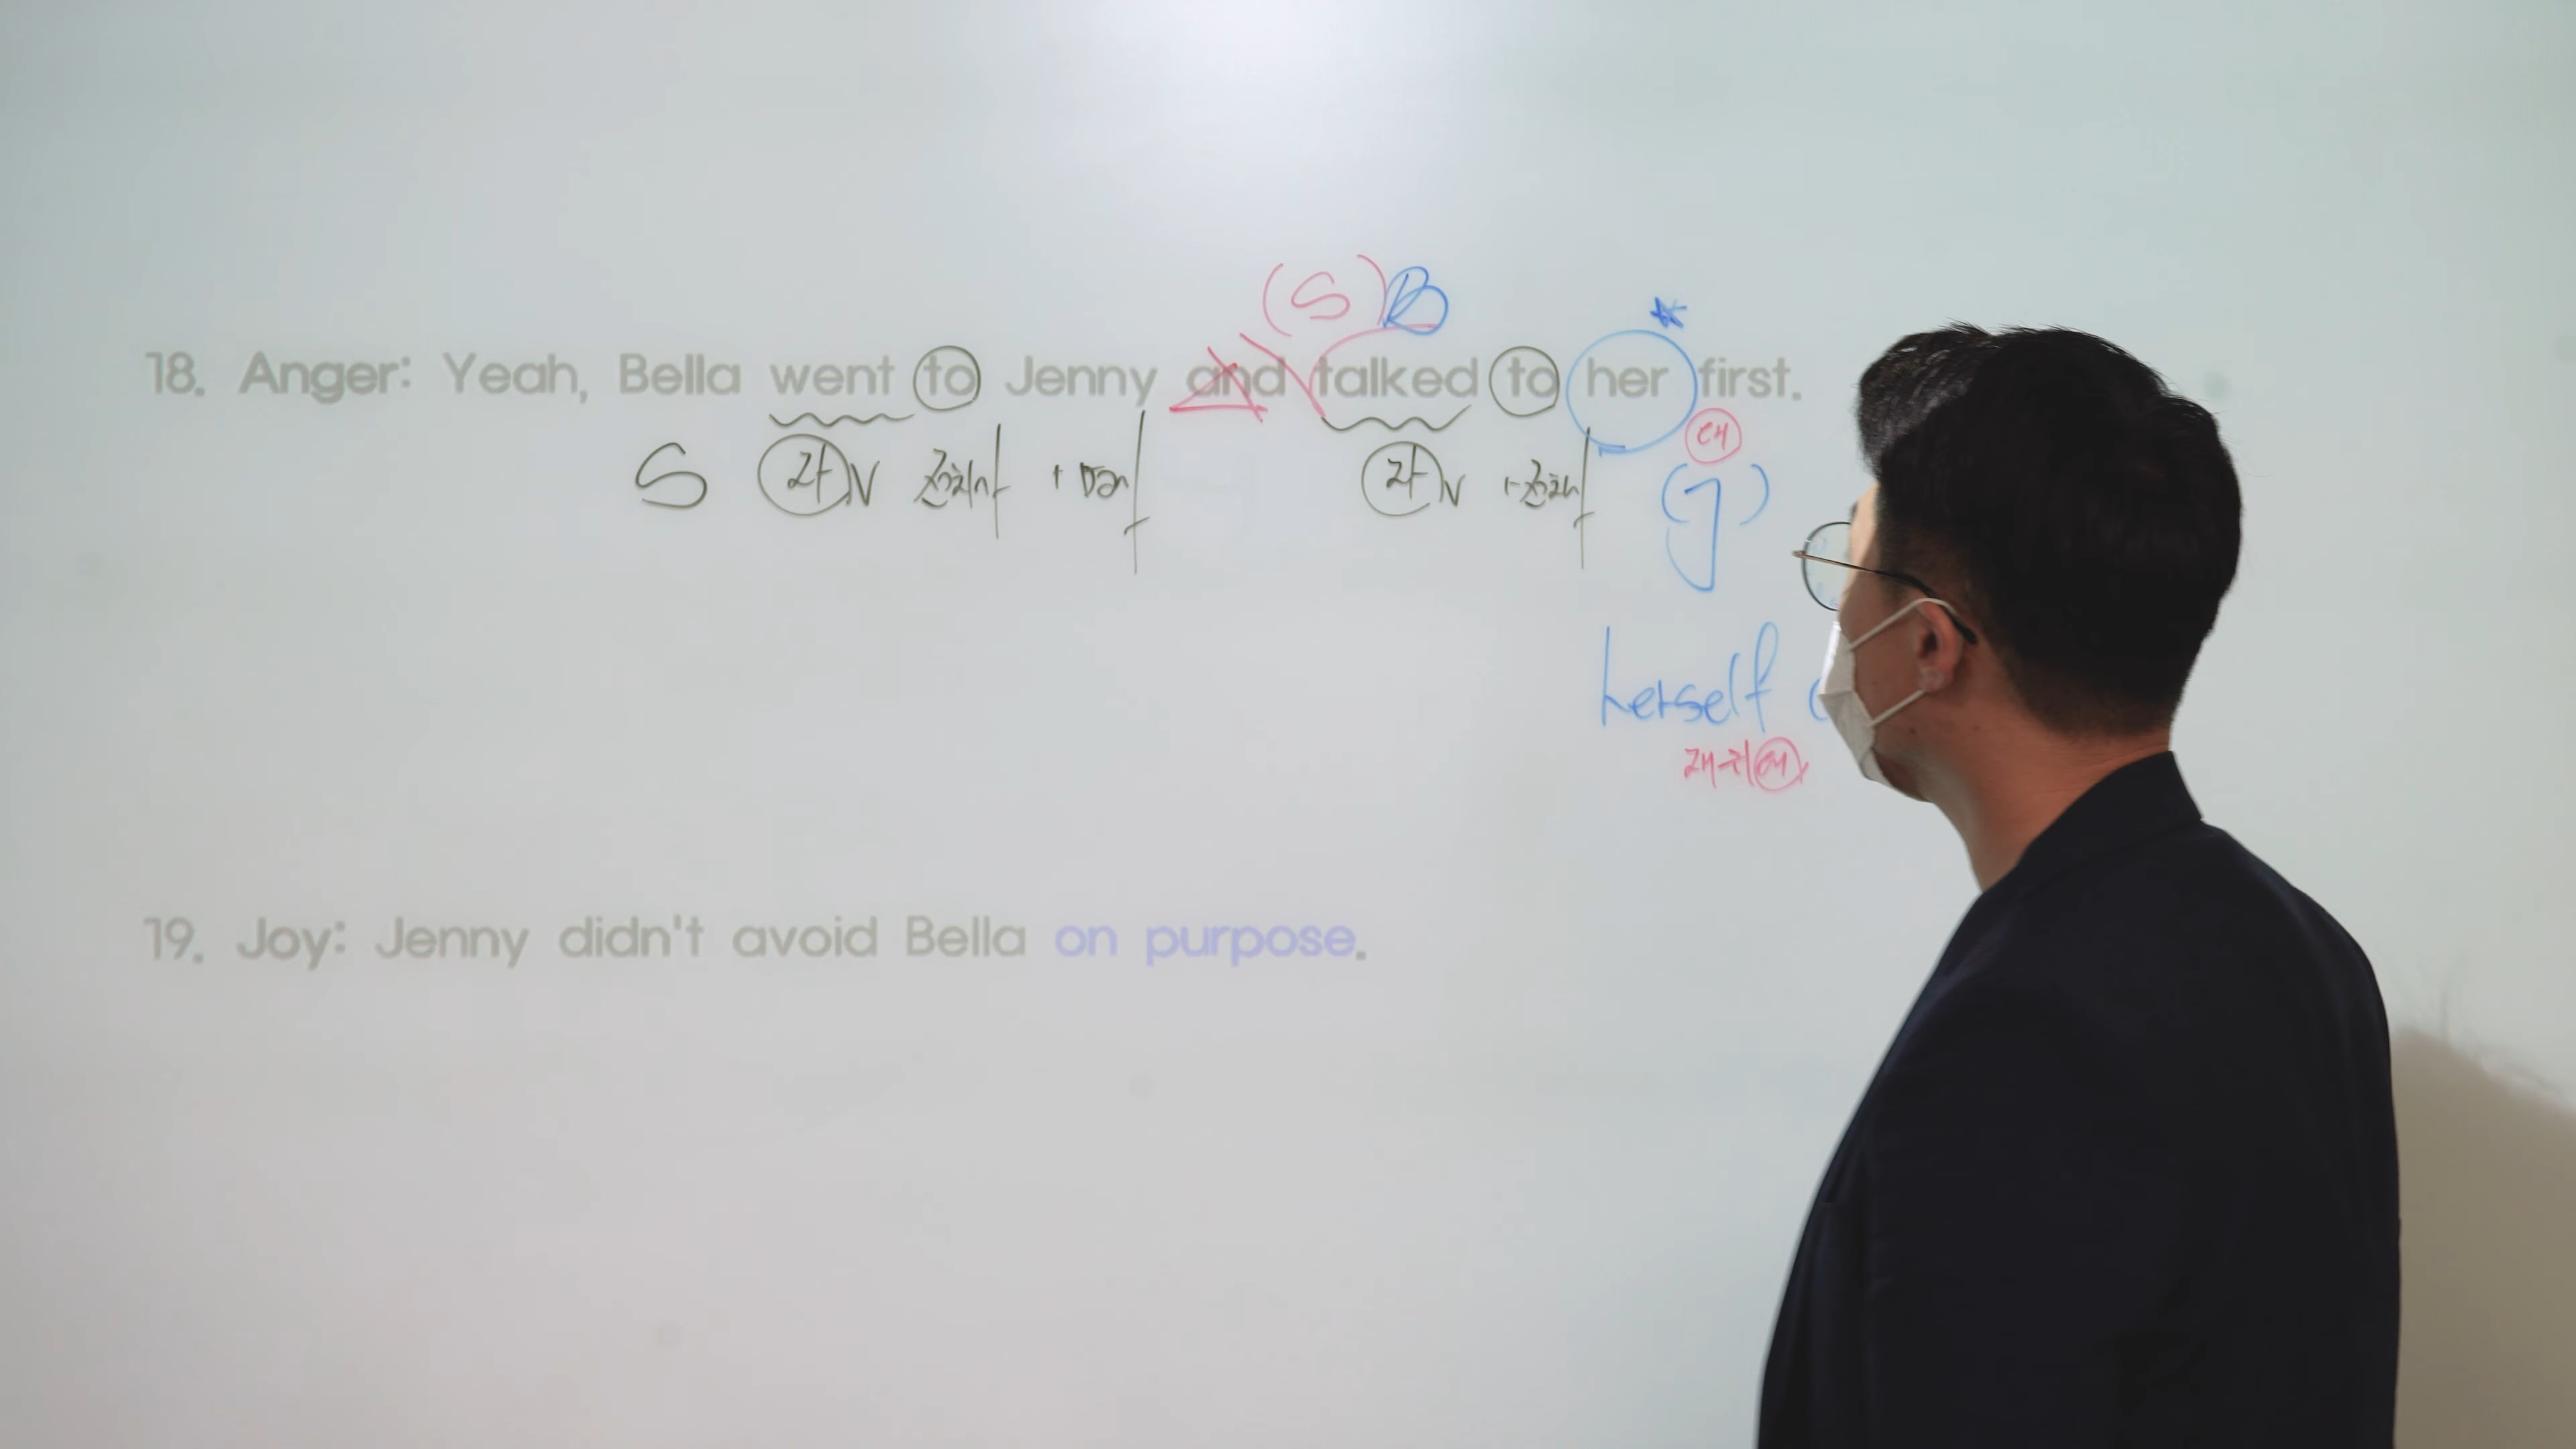 (S) B
18. Anger: Yeah, Bella went to Jenny and talked to her first.
S 자V 전치사 + 명사 자V + 전치사 (J)
herself (
재귀대
19. Joy: Jenny didn't avoid Bella on purpose.